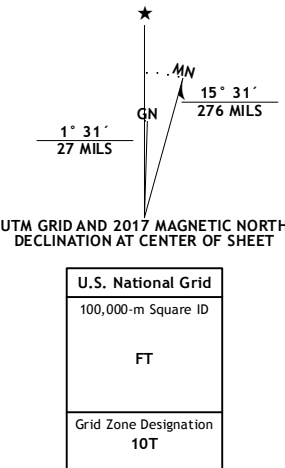 ★
MN
15° 31´
276 MILS
GN
1° 31´
27 MILS
UTM GRID AND 2017 MAGNETIC NORTH
DECLINATION AT CENTER OF SHEET
U.S. National Grid
100,000-m Square ID
FT
Grid Zone Designation
10T